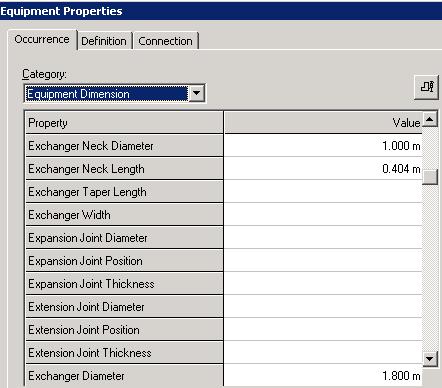 Equipment Properties
Occurrence Definition Connection
Category:
Equipment Dimension
Property Value
Exchanger Neck Diameter 1.000 m
Exchanger Neck Length 0.404 m
Exchanger Taper Length
Exchanger Width
Expansion Joint Diameter
Expansion Joint Position
Expansion Joint Thickness
Extension Joint Diameter
Extension Joint Position
Extension Joint Thickness
Exchanger Diameter 1.800 m